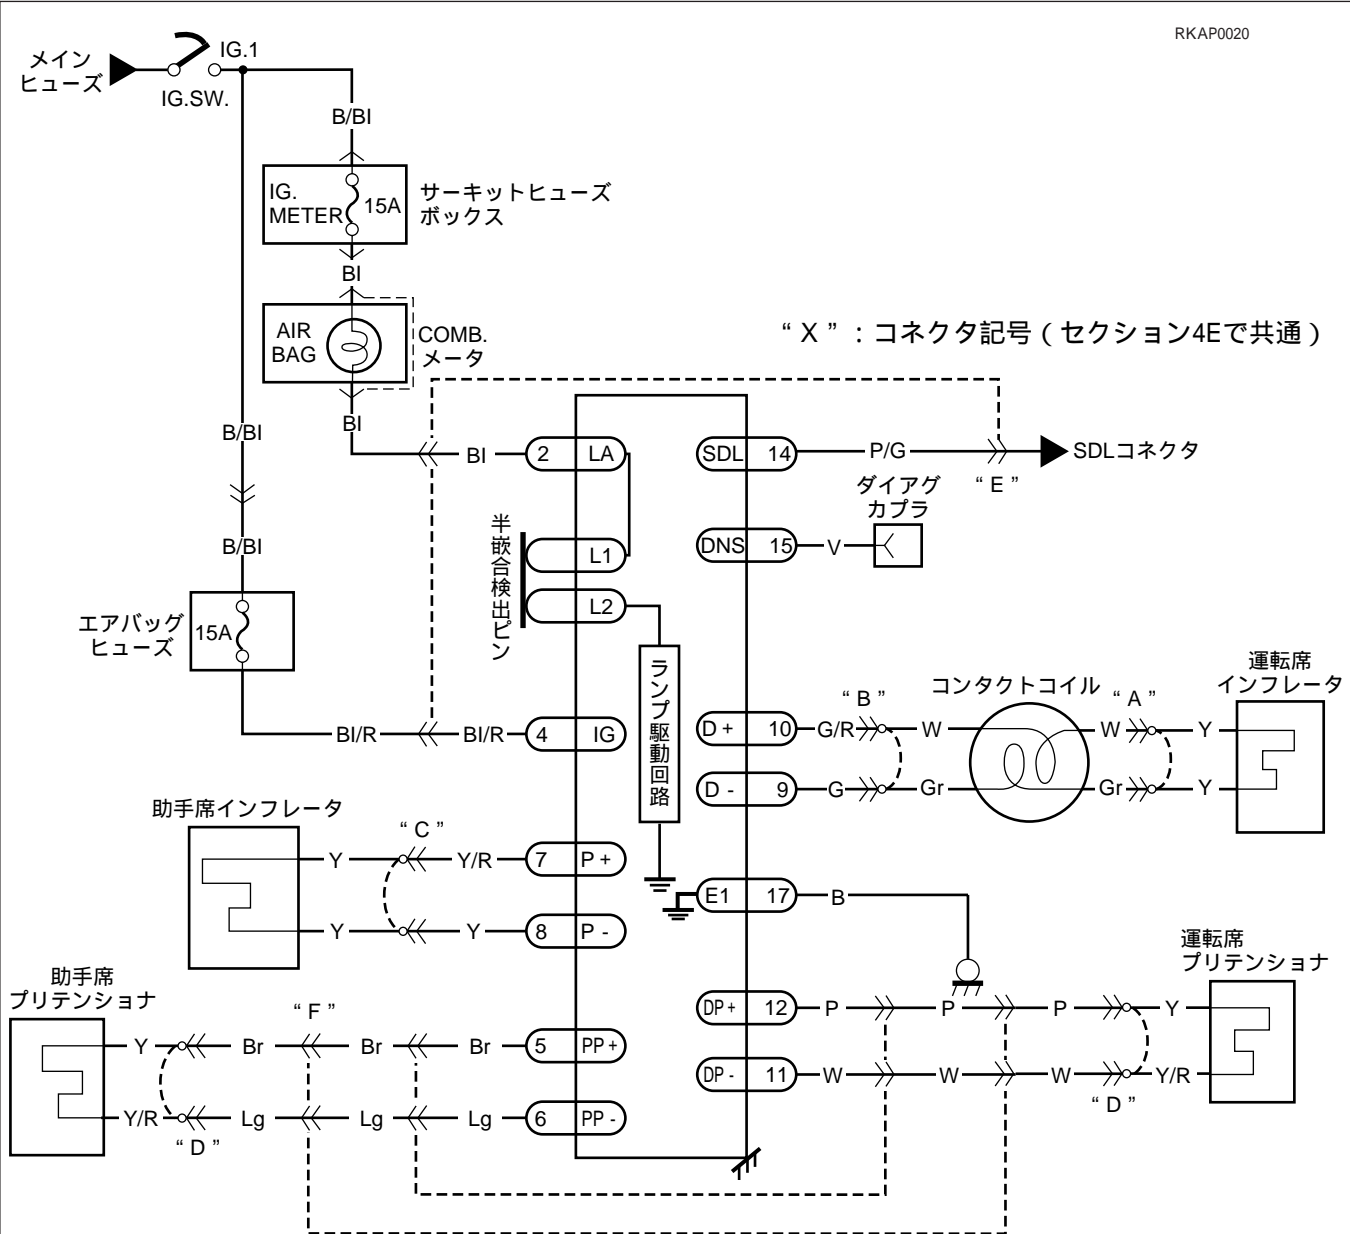 RKAP0020
メイン
ヒューズ
IG.1
IG.SW.
B/Bl
IG.
METER
15A
サーキットヒューズ
ボックス
Bl
AIR
BAG
COMB.
メータ
“ X ” : コネクタ記号 ( セクション4Eで共通 )
Bl
B/Bl
Bl
2
LA
SDL
14
P/G
SDLコネクタ
“ E ”
ダイアグ
カプラ
半嵌合検出ピン
L1
DNS
15
V
B/Bl
L2
エアバッグ
ヒューズ
15A
ランプ駆動回路
運転席
インフレータ
コンタクトコイル
“ B ”
“ A ”
Bl/R
Bl/R
4
IG
D +
10
G/R
W
W
Y
D -
9
G
Gr
Gr
Y
助手席インフレータ
“ C ”
Y
Y/R
7
P +
E1
17
B
Y
Y
8
P -
運転席
プリテンショナ
助手席
プリテンショナ
“ F ”
DP +
12
P
P
P
Y
Y
Br
Br
Br
5
PP +
DP -
11
W
W
W
Y/R
“ D ”
Y/R
Lg
Lg
Lg
6
PP -
“ D ”